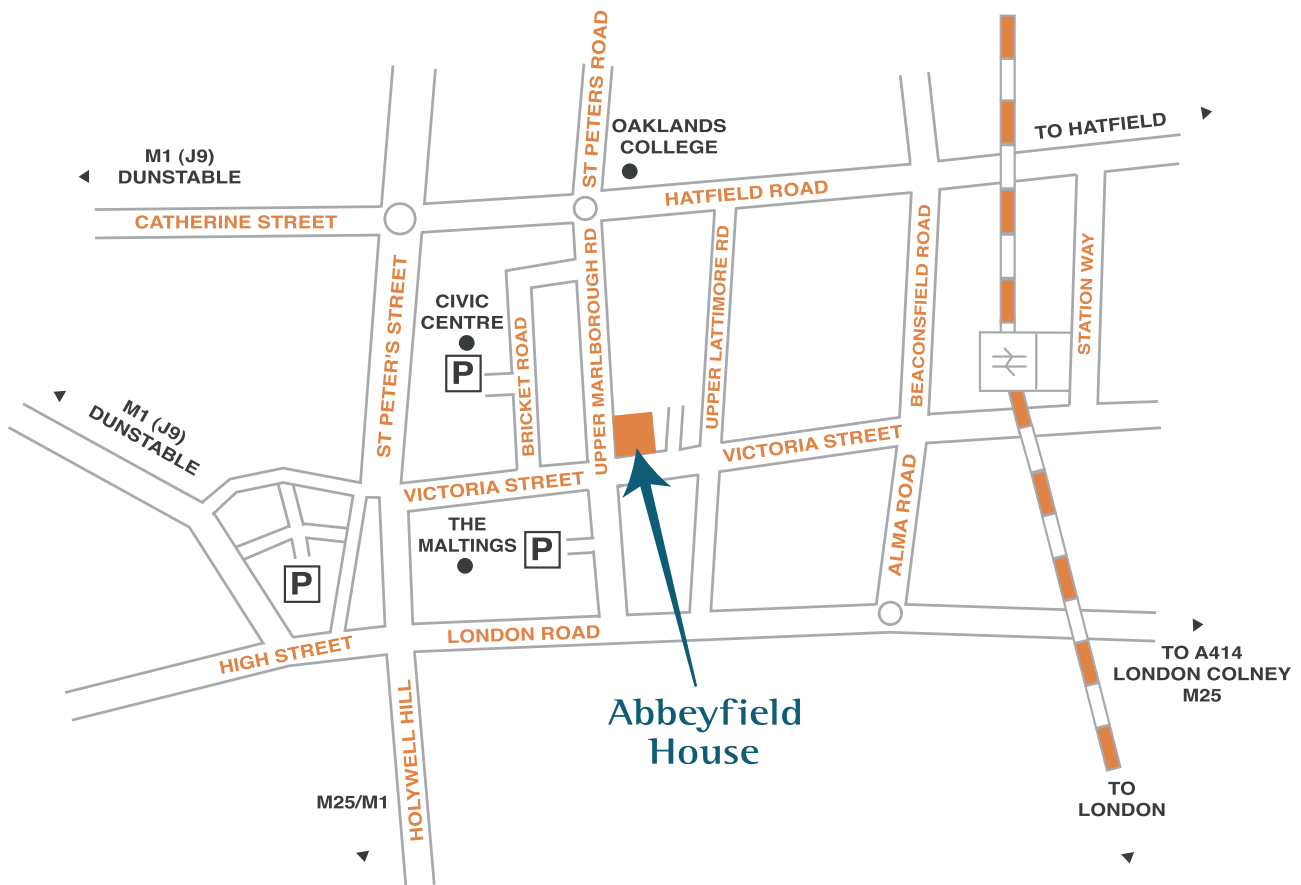 ST PETERS ROAD
OAKLANDS
COLLEGE
TO HATFIELD
M1 (J9)
DUNSTABLE
HATFIELD ROAD
CATHERINE STREET
ST PETER'S STREET
CIVIC
CENTRE
P
BRICKET ROAD
UPPER MARLBOROUGH RD
UPPER LATTIMORE RD
BEACONSFIELD ROAD
STATION WAY
M1 (J9)
DUNSTABLE
VICTORIA STREET
VICTORIA STREET
THE
MALTINGS
P
ALMA ROAD
P
HIGH STREET
LONDON ROAD
TO A414
LONDON COLNEY
M25
Abbeyfield
House
HOLYWELL HILL
M25/M1
TO
LONDON